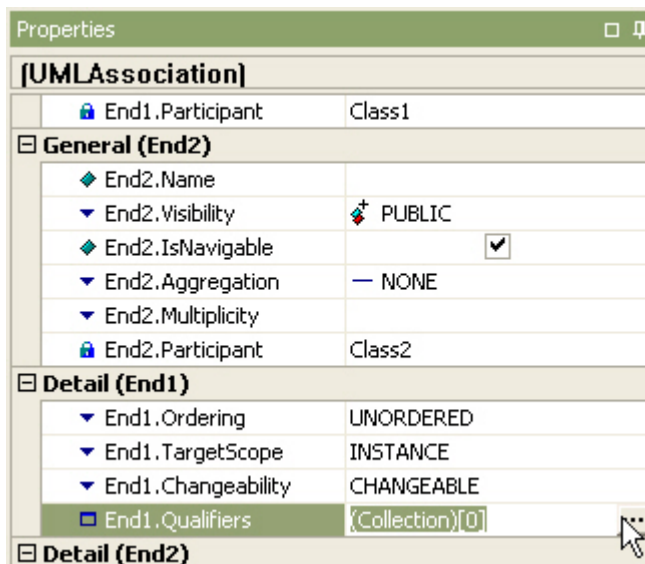 Properties
(UMLAssociation)
End1.Participant Class1
General (End2)
End2.Name
End2.Visibility PUBLIC
End2.IsNavigable
End2.Aggregation NONE
End2.Multiplicity
End2.Participant Class2
Detail (End1)
End1.Ordering UNORDERED
End1.TargetScope INSTANCE
End1.Changeability CHANGEABLE
End1.Qualifiers (Collection)[0] ...
Detail (End2)